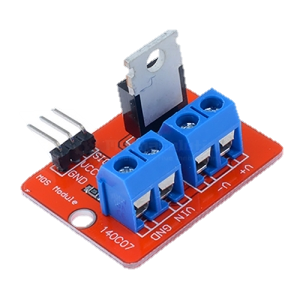 SIG
VCC
GND
MOS Module
140C07
GND
VIN
V-
V+